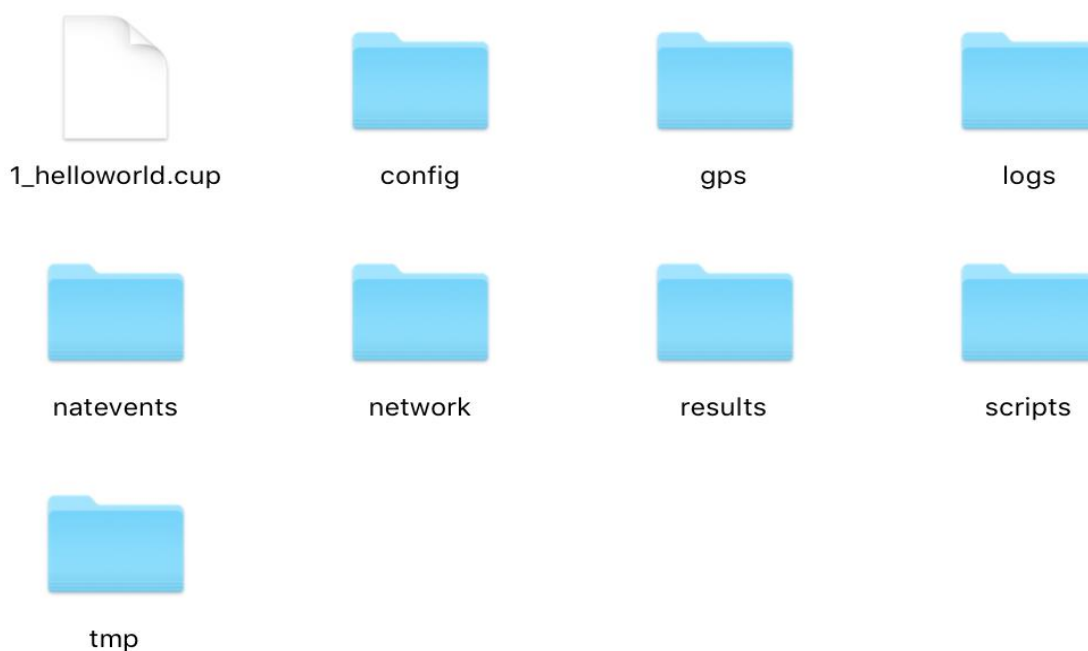 1_helloworld.cup
config
gps
logs
natevents
network
results
scripts
tmp